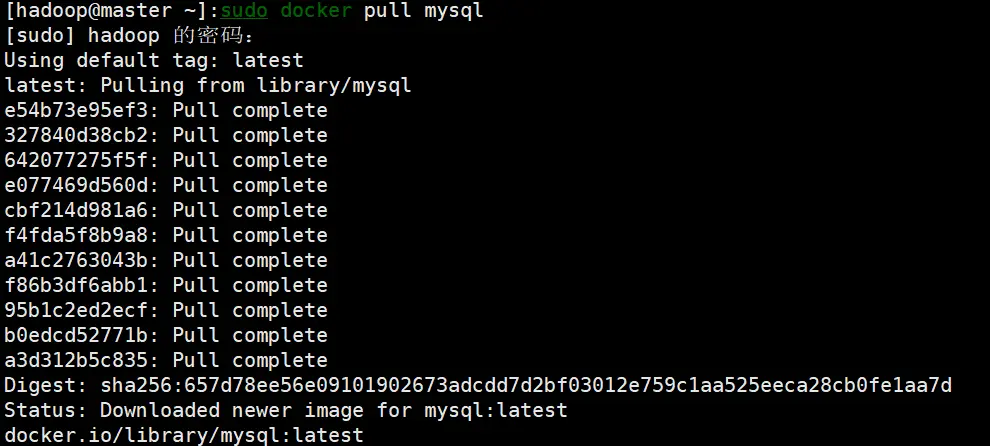 [hadoop@master ~]:sudo docker pull mysql
[sudo] hadoop 的密码：
Using default tag: latest
latest: Pulling from library/mysql
e54b73e95ef3: Pull complete
327840d38cb2: Pull complete
642077275f5f: Pull complete
e077469d560d: Pull complete
cbf214d981a6: Pull complete
f4fda5f8b9a8: Pull complete
a41c2763043b: Pull complete
f86b3df6abb1: Pull complete
95b1c2ed2ecf: Pull complete
b0edcd52771b: Pull complete
a3d312b5c835: Pull complete
Digest: sha256:657d78ee56e09101902673adcdd7d2bf03012e759c1aa525eeca28cb0fe1aa7d
Status: Downloaded newer image for mysql:latest
docker.io/library/mysql:latest